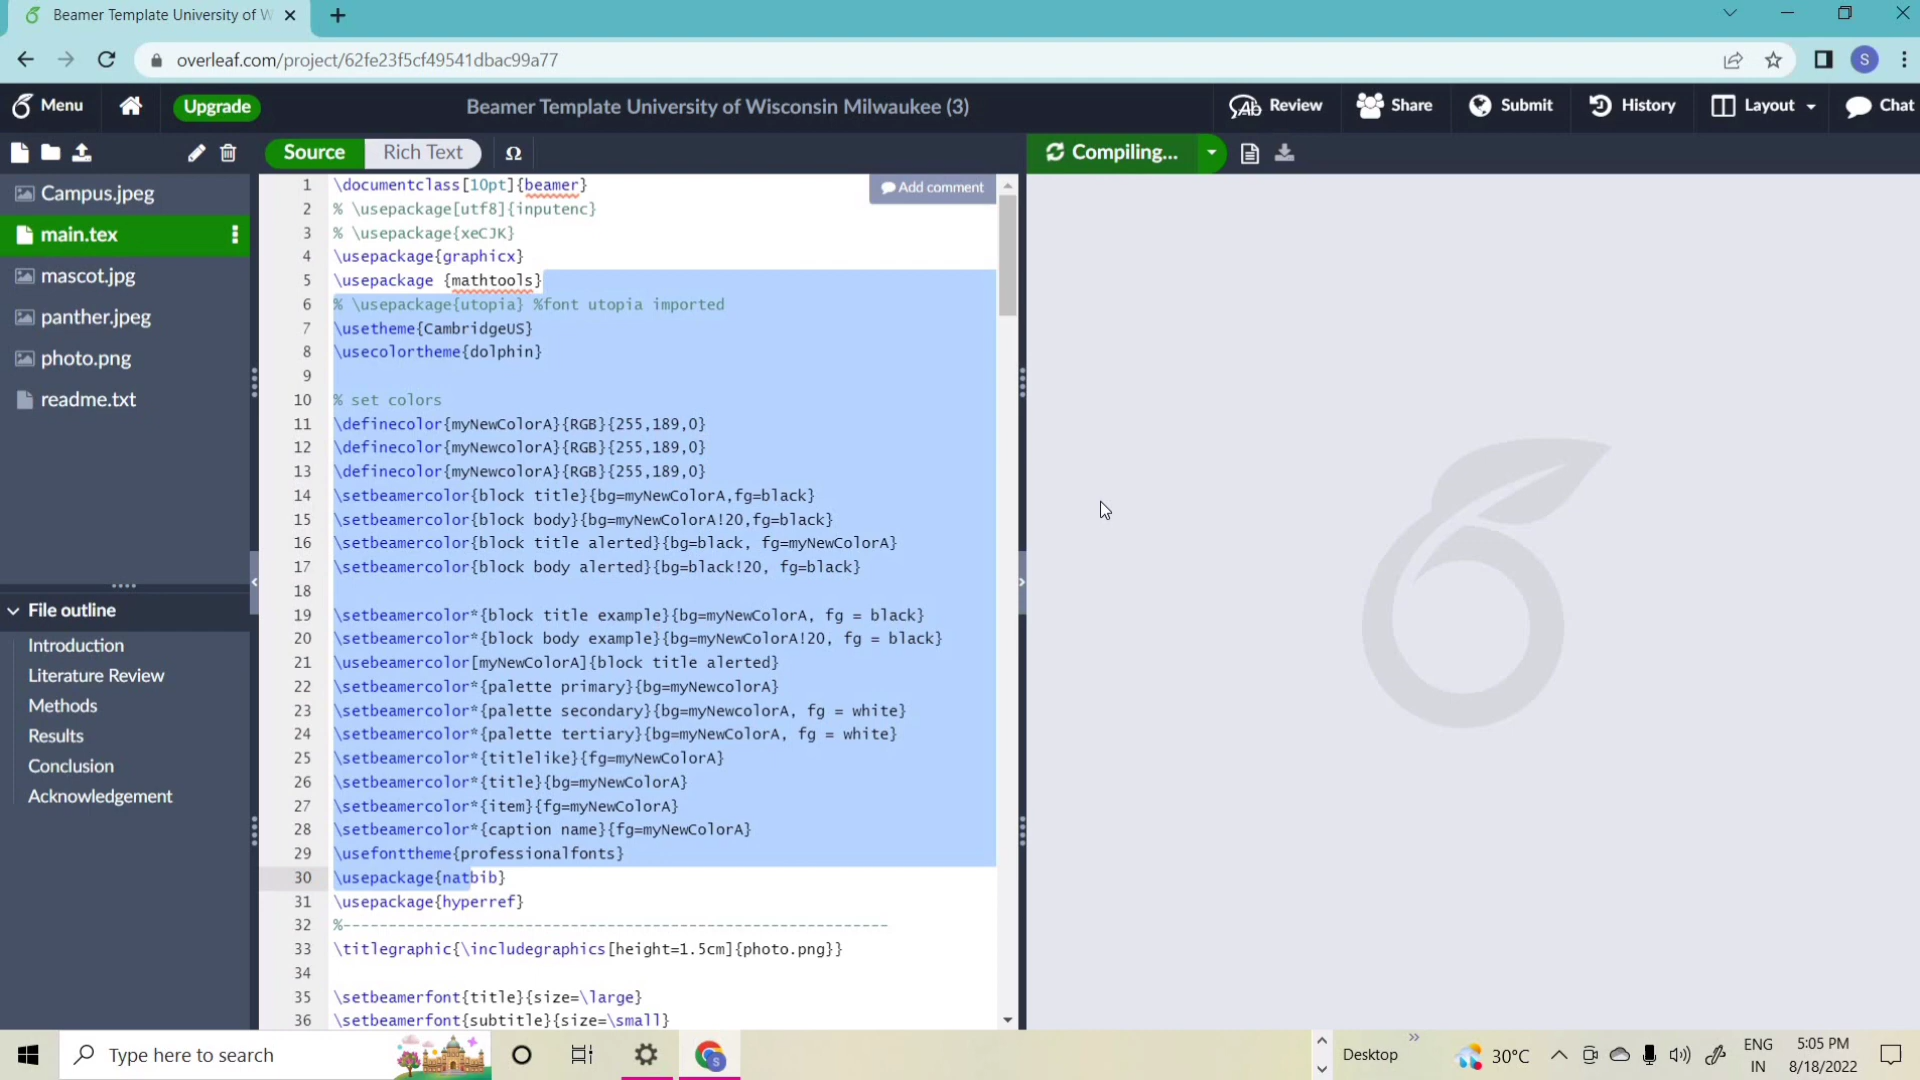 Beamer Template University of W
overleaf.com/project/62fe23f5cf49541dbac99a77
S
Menu
Upgrade
Beamer Template University of Wisconsin Milwaukee (3)
Review
Share
Submit
History
Layout
Chat
Source
Rich Text
Ω
Compiling...
Campus.jpeg
main.tex
mascot.jpg
panther.jpeg
photo.png
readme.txt
File outline
Introduction
Literature Review
Methods
Results
Conclusion
Acknowledgement
Add comment
1 \documentclass[10pt]{beamer}
2 % \usepackage[utf8]{inputenc}
3 % \usepackage{xeCJK}
4 \usepackage{graphicx}
5 \usepackage {mathtools}
6 % \usepackage{utopia} %font utopia imported
7 \usetheme{CambridgeUS}
8 \usecolortheme{dolphin}
9
10 % set colors
11 \definecolor{myNewColorA}{RGB}{255,189,0}
12 \definecolor{myNewcolorA}{RGB}{255,189,0}
13 \definecolor{myNewcolorA}{RGB}{255,189,0}
14 \setbeamercolor{block title}{bg=myNewColorA,fg=black}
15 \setbeamercolor{block body}{bg=myNewColorA!20,fg=black}
16 \setbeamercolor{block title alerted}{bg=black, fg=myNewColorA}
17 \setbeamercolor{block body alerted}{bg=black!20, fg=black}
18
19 \setbeamercolor*{block title example}{bg=myNewColorA, fg = black}
20 \setbeamercolor*{block body example}{bg=myNewColorA!20, fg = black}
21 \usebeamercolor[myNewColorA]{block title alerted}
22 \setbeamercolor*{palette primary}{bg=myNewcolorA}
23 \setbeamercolor*{palette secondary}{bg=myNewcolorA, fg = white}
24 \setbeamercolor*{palette tertiary}{bg=myNewColorA, fg = white}
25 \setbeamercolor*{titlelike}{fg=myNewColorA}
26 \setbeamercolor*{title}{bg=myNewColorA}
27 \setbeamercolor*{item}{fg=myNewColorA}
28 \setbeamercolor*{caption name}{fg=myNewColorA}
29 \usefonttheme{professionalfonts}
30 \usepackage{natbib}
31 \usepackage{hyperref}
32 %------------------------------------------------------------
33 \titlegraphic{\includegraphics[height=1.5cm]{photo.png}}
34
35 \setbeamerfont{title}{size=\large}
36 \setbeamerfont{subtitle}{size=\small}
Type here to search
S
Desktop
30°C
ENG
IN
5:05 PM
8/18/2022